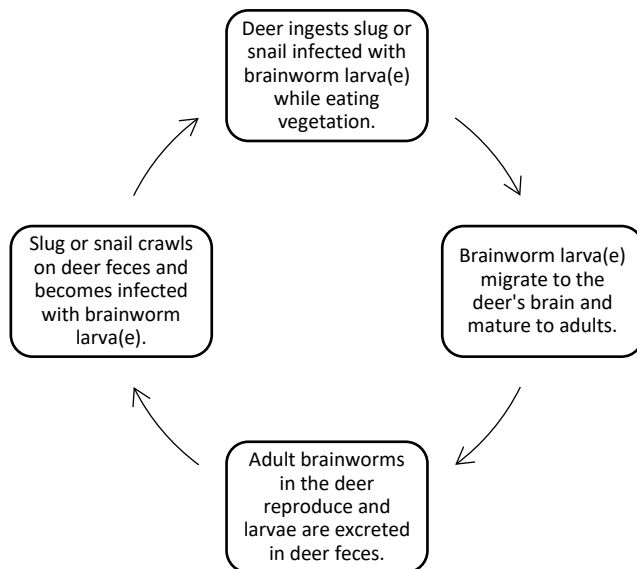 Deer ingests slug or
snail infected with
brainworm larva(e)
while eating
vegetation.
Brainworm larva(e)
migrate to the
deer's brain and
mature to adults.
Adult brainworms
in the deer
reproduce and
larvae are excreted
in deer feces.
Slug or snail crawls
on deer feces and
becomes infected
with brainworm
larva(e).